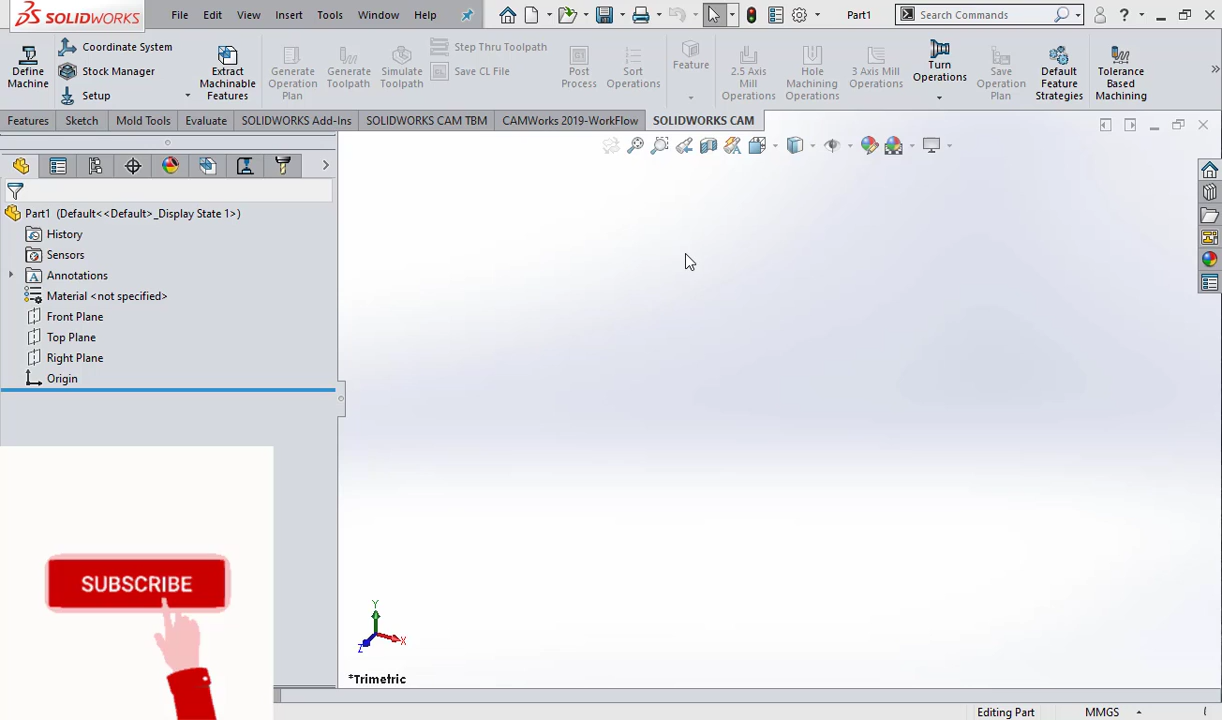 SOLIDWORKS File Edit View Insert Tools Window Help Part1 Search Commands ?
Define Machine
Coordinate System
Stock Manager
Setup
Extract Machinable Features
Generate Operation Plan
Generate Toolpath
Simulate Toolpath
Step Thru Toolpath
Save CL File
Post Process
Sort Operations
Feature
2.5 Axis Mill Operations
Hole Machining Operations
3 Axis Mill Operations
Turn Operations
Save Operation Plan
Default Feature Strategies
Tolerance Based Machining
Features Sketch Mold Tools Evaluate SOLIDWORKS Add-Ins SOLIDWORKS CAM TBM CAMWorks 2019-WorkFlow SOLIDWORKS CAM
Part1 (Default<<Default>_Display State 1>)
History
Sensors
Annotations
Material <not specified>
Front Plane
Top Plane
Right Plane
Origin
SUBSCRIBE
Y
X
Z
*Trimetric
Editing Part MMGS